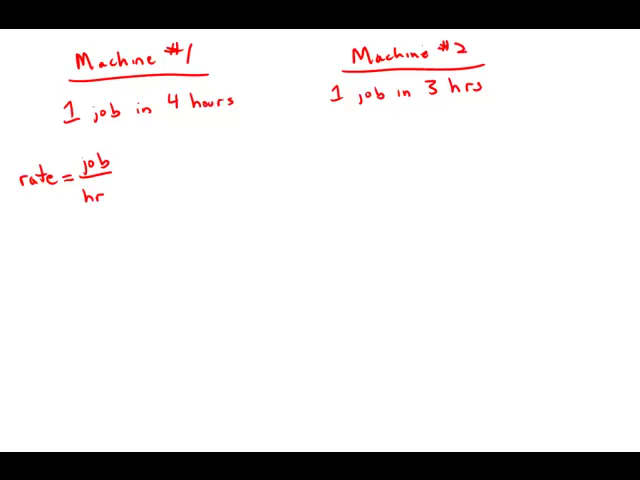 Machine #1
1 job in 4 hours
Machine #2
1 job in 3 hrs
rate = job
hr